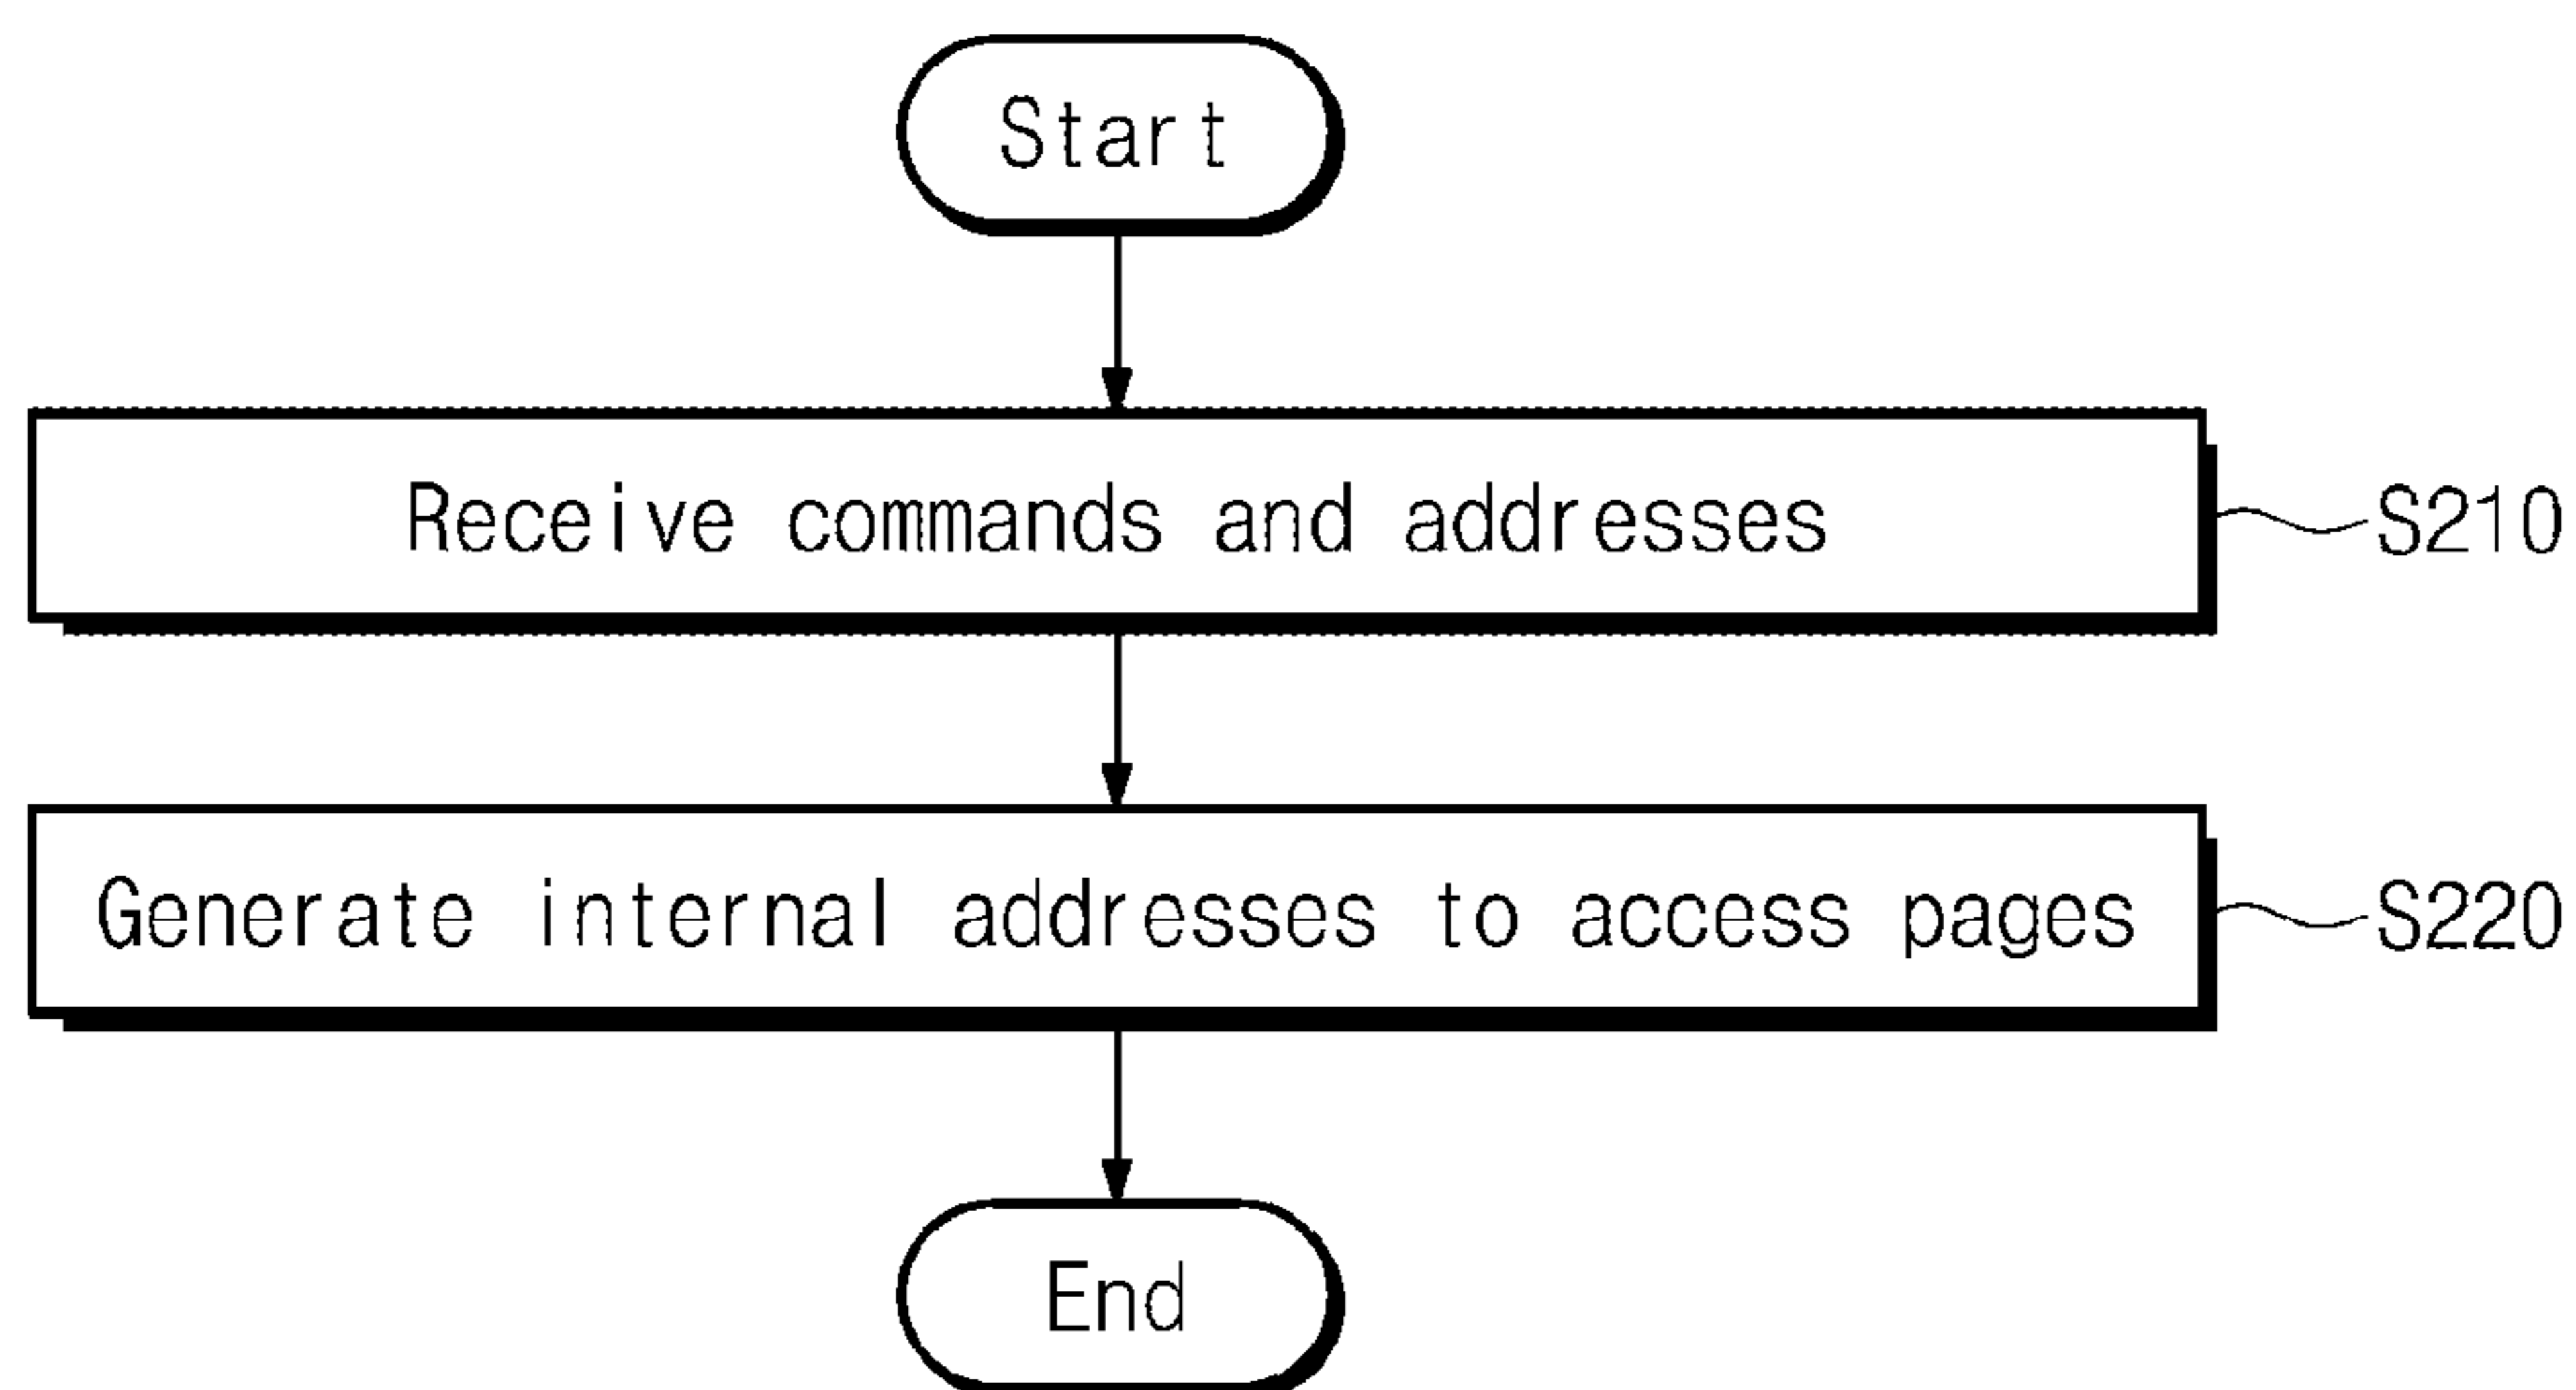 Start
Receive commands and addresses
S210
Generate internal addresses to access pages
S220
End